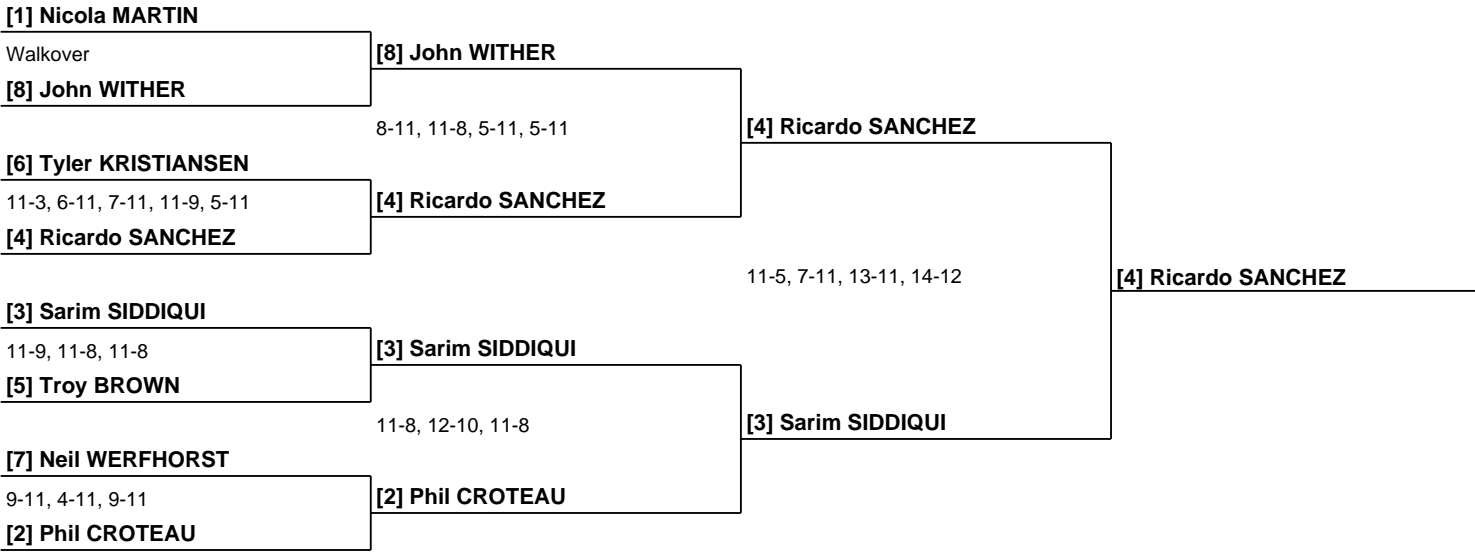 [1] Nicola MARTIN
Walkover
[8] John WITHER
[8] John WITHER
8-11, 11-8, 5-11, 5-11
[4] Ricardo SANCHEZ
[6] Tyler KRISTIANSEN
11-3, 6-11, 7-11, 11-9, 5-11
[4] Ricardo SANCHEZ
[4] Ricardo SANCHEZ
11-5, 7-11, 13-11, 14-12
[4] Ricardo SANCHEZ
[3] Sarim SIDDIQUI
11-9, 11-8, 11-8
[3] Sarim SIDDIQUI
[5] Troy BROWN
11-8, 12-10, 11-8
[3] Sarim SIDDIQUI
[7] Neil WERFHORST
9-11, 4-11, 9-11
[2] Phil CROTEAU
[2] Phil CROTEAU